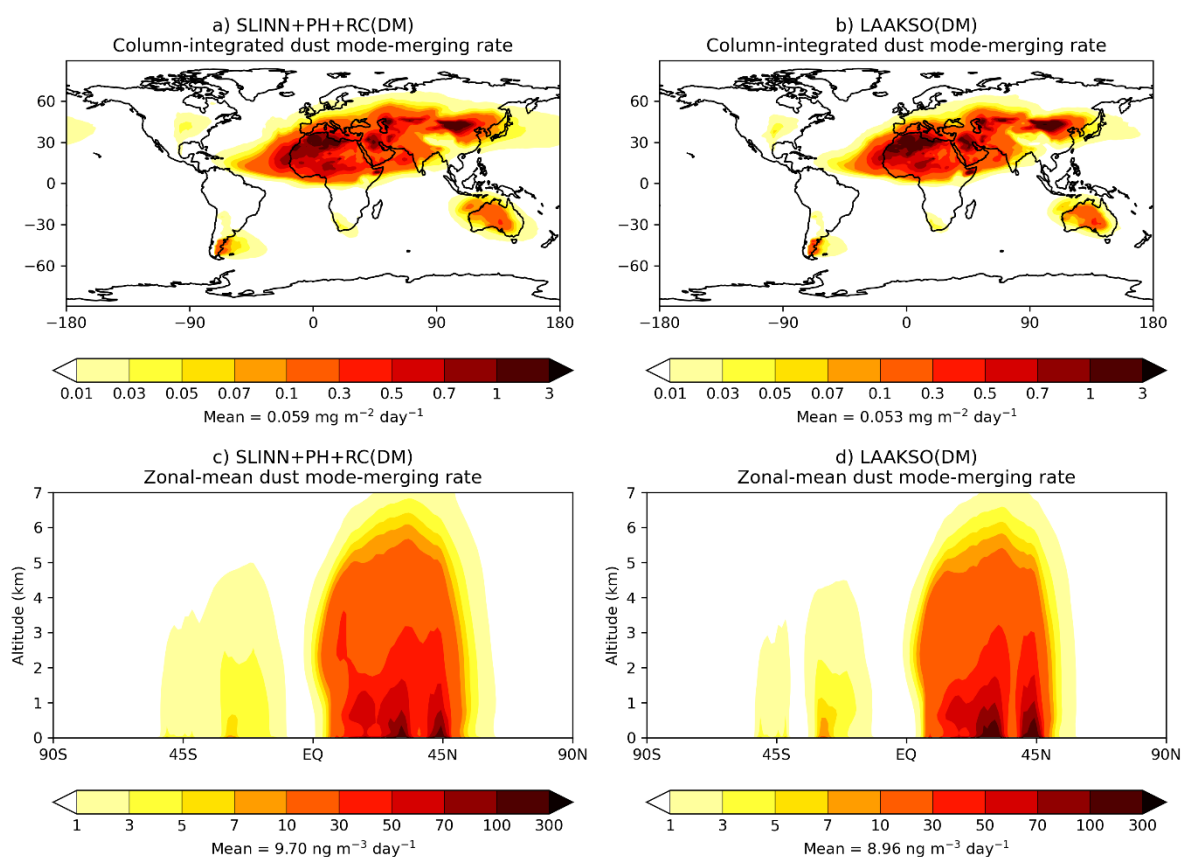 a) SLINN+PH+RC(DM)
Column-integrated dust mode-merging rate
60
30
0
−30
−60
−180 −90 0 90 180
0.01 0.03 0.05 0.07 0.1 0.3 0.5 0.7 1 3
Mean = 0.059 mg m⁻² day⁻¹
b) LAAKSO(DM)
Column-integrated dust mode-merging rate
60
30
0
−30
−60
−180 −90 0 90 180
0.01 0.03 0.05 0.07 0.1 0.3 0.5 0.7 1 3
Mean = 0.053 mg m⁻² day⁻¹
c) SLINN+PH+RC(DM)
Zonal-mean dust mode-merging rate
Altitude (km)
7
6
5
4
3
2
1
0
90S 45S EQ 45N 90N
1 3 5 7 10 30 50 70 100 300
Mean = 9.70 ng m⁻³ day⁻¹
d) LAAKSO(DM)
Zonal-mean dust mode-merging rate
Altitude (km)
7
6
5
4
3
2
1
0
90S 45S EQ 45N 90N
1 3 5 7 10 30 50 70 100 300
Mean = 8.96 ng m⁻³ day⁻¹